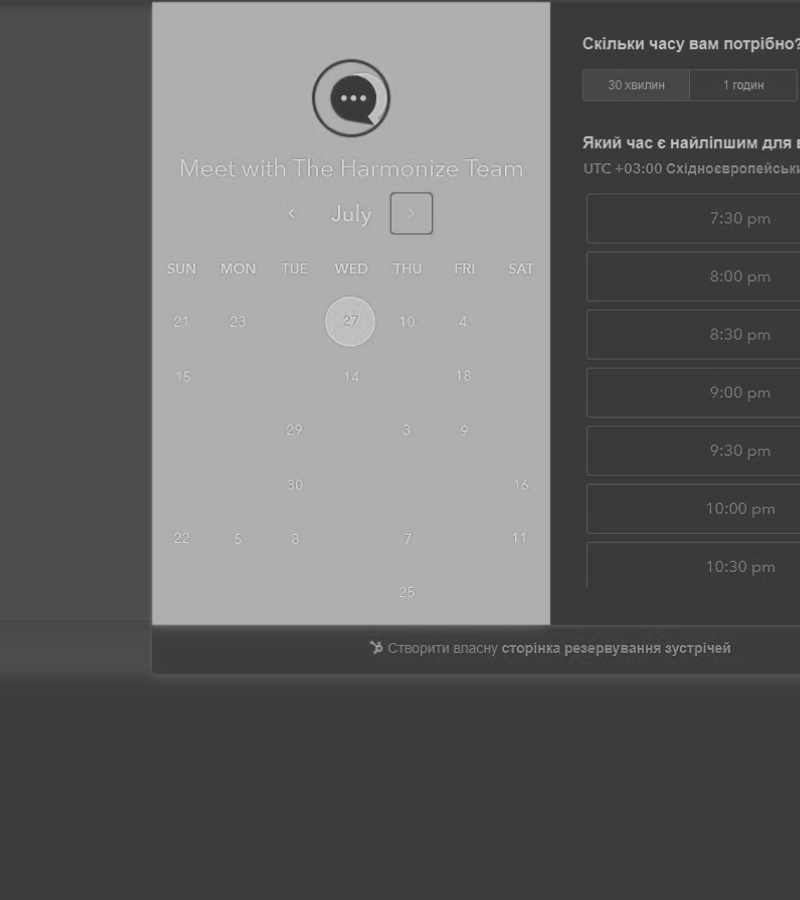 Meet with The Harmonize Team
July
SUN MON TUE WED THU FRI SAT
21 23 27 10 4
15 14 18
29 3 9
30 16
22 5 8 7 11
25
Скільки часу вам потрібно?
30 хвилин 1 годин
Який час є найліпшим для
UTC +03:00
7:30 pm
8:00 pm
8:30 pm
9:00 pm
9:30 pm
10:00 pm
10:30 pm
Створити власну сторінка резервування зустрічей